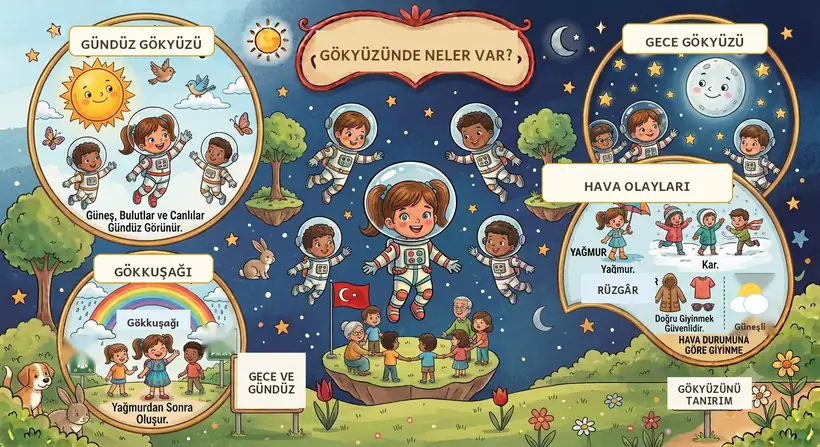 GÖKYÜZÜNDE NELER VAR?
GÜNDÜZ GÖKYÜZÜ
Güneş, Bulutlar ve Canlılar
Gündüz Görünür.
GECE GÖKYÜZÜ
HAVA OLAYLARI
YAĞMUR
Yağmur.
Kar.
RÜZGÂR
Doğru Giyinmek
Güvenlidir.
Güneşli
HAVA DURUMUNA
GÖRE GİYİNME
GÖKKUŞAĞI
Gökkuşağı
Yağmurdan Sonra
Oluşur.
GECE VE
GÜNDÜZ
GÖKYÜZÜNÜ
TANIRIM